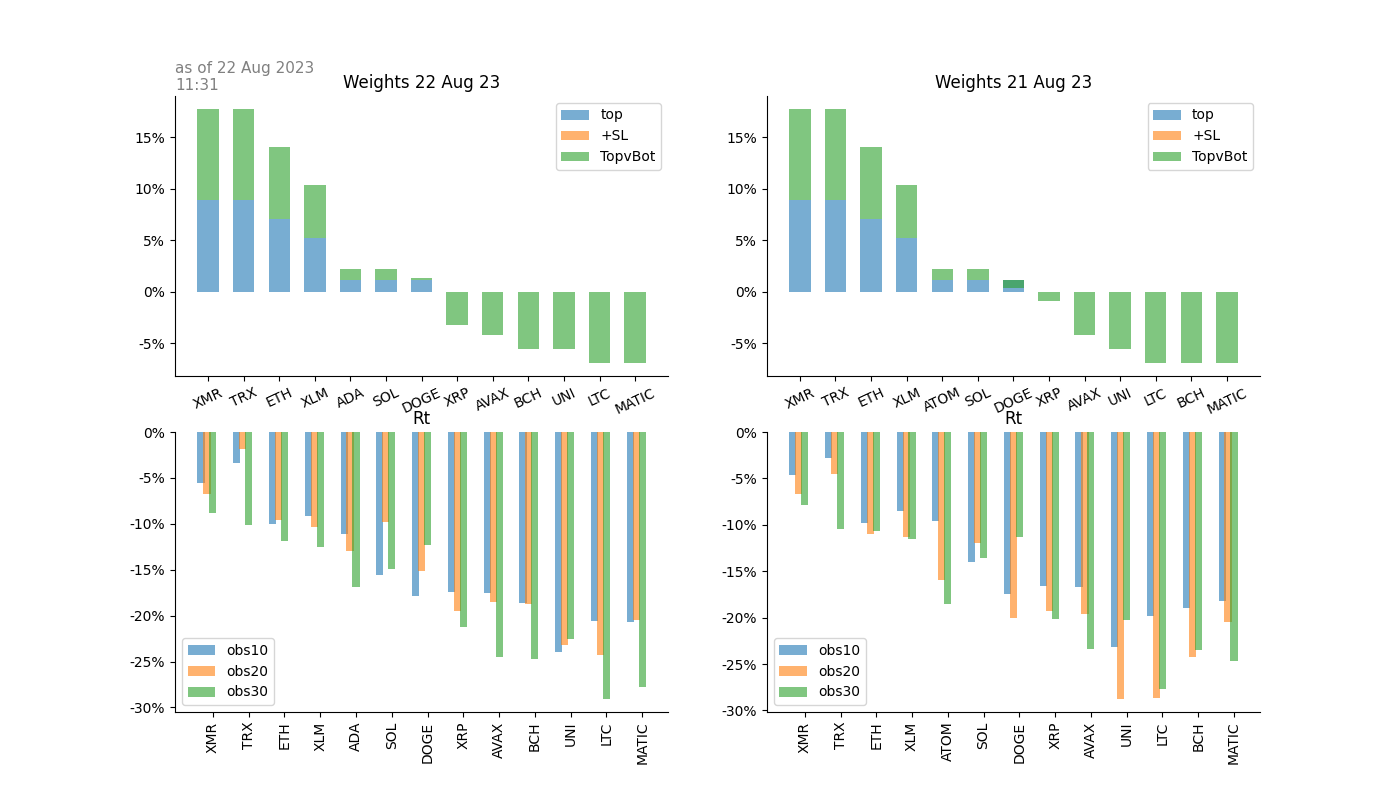 as of 22 Aug 2023
11:31
Weights 22 Aug 23
15%
10%
5%
0%
-5%
top
+SL
TopvBot
XMR TRX ETH XLM ADA SOL DOGE XRP AVAX BCH UNI LTC MATIC
Weights 21 Aug 23
15%
10%
5%
0%
-5%
top
+SL
TopvBot
XMR TRX ETH XLM ATOM SOL DOGE XRP AVAX UNI LTC BCH MATIC
Rt
0%
-5%
-10%
-15%
-20%
-25%
-30%
obs10
obs20
obs30
XMR TRX ETH XLM ADA SOL DOGE XRP AVAX BCH UNI LTC MATIC
Rt
0%
-5%
-10%
-15%
-20%
-25%
-30%
obs10
obs20
obs30
XMR TRX ETH XLM ATOM SOL DOGE XRP AVAX UNI LTC BCH MATIC